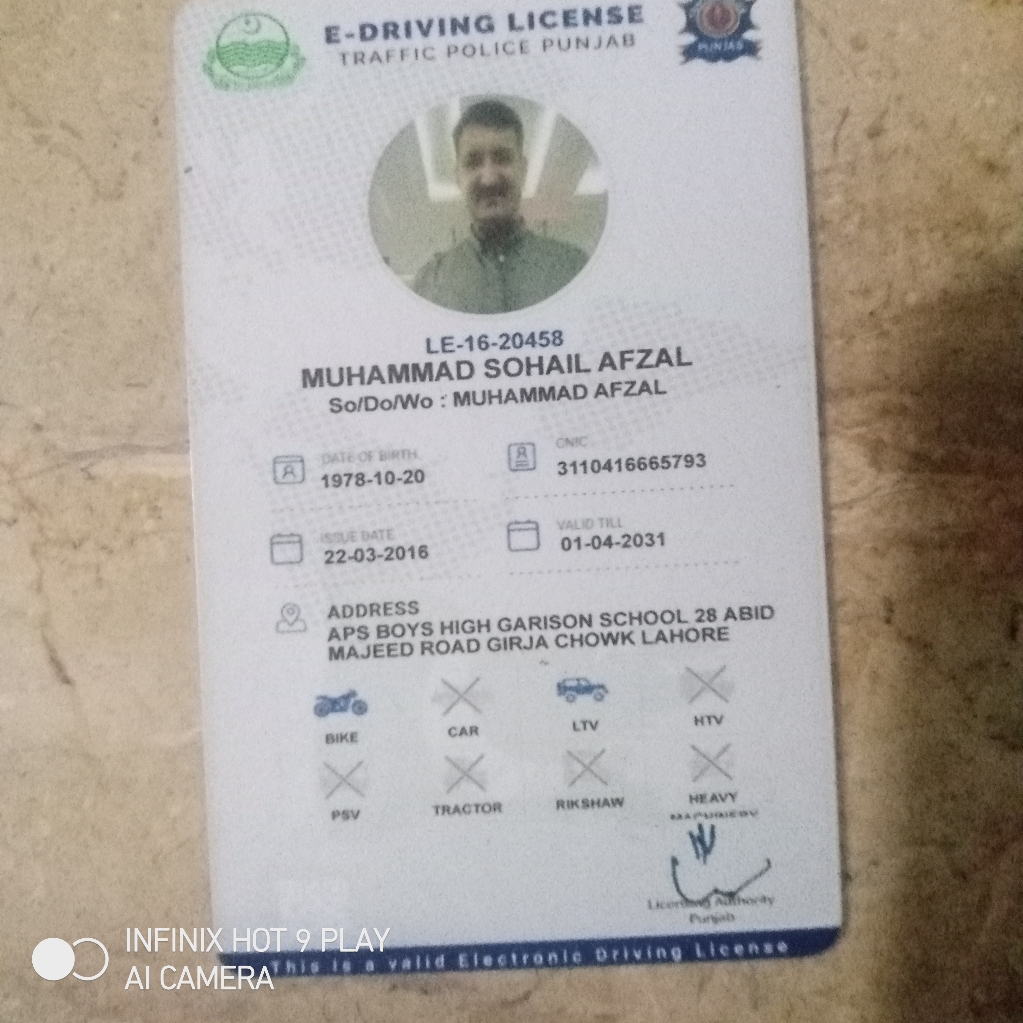 E-DRIVING LICENSE
TRAFFIC POLICE PUNJAB
PUNJAB
LE-16-20458
MUHAMMAD SOHAIL AFZAL
So/Do/Wo : MUHAMMAD AFZAL
DATE OF BIRTH CNIC
1978-10-20 3110416665793
ISSUE DATE VALID TILL
22-03-2016 01-04-2031
ADDRESS
APS BOYS HIGH GARISON SCHOOL 28 ABID
MAJEED ROAD GIRJA CHOWK LAHORE
BIKE CAR LTV HTV
PSV TRACTOR RIKSHAW HEAVY
MACHINERY
Licensing Authority
Punjab
This is a valid Electronic Driving License
INFINIX HOT 9 PLAY
AI CAMERA